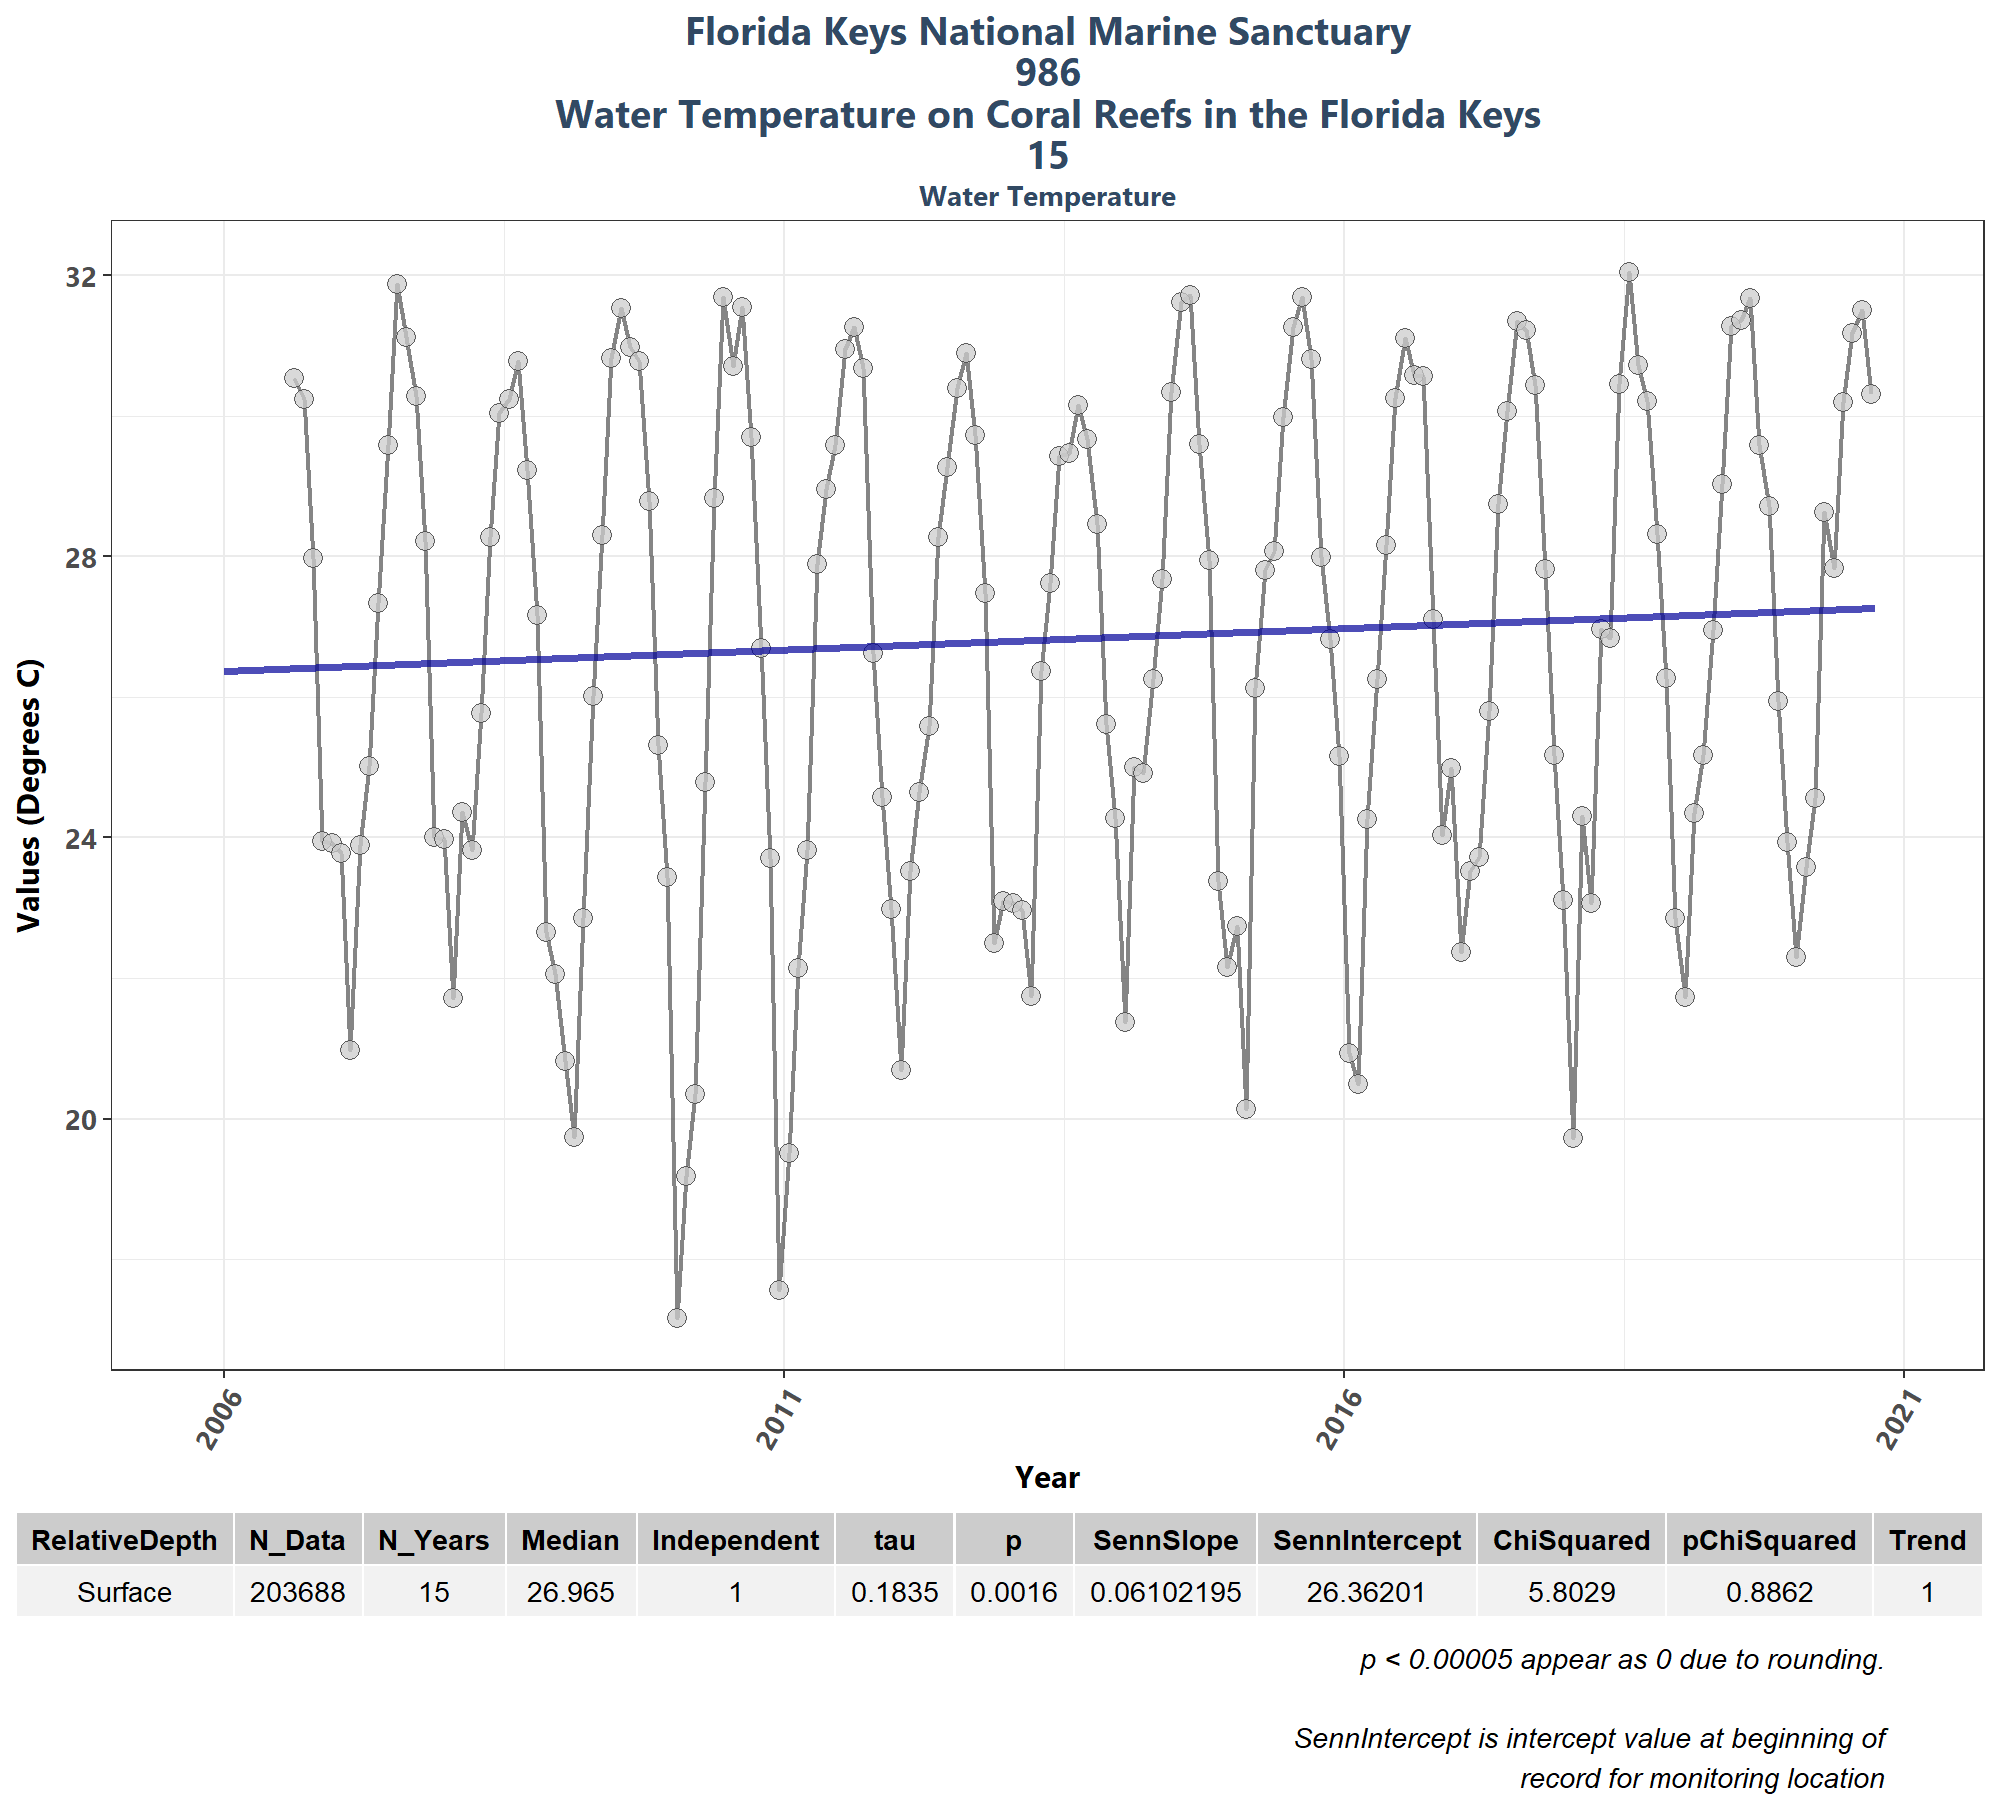 Florida Keys National Marine Sanctuary
986
Water Temperature on Coral Reefs in the Florida Keys
15
Water Temperature
32
28
24
20
Values (Degrees C)
2006
2011
2016
2021
Year
RelativeDepth N_Data N_Years Median Independent tau p SennSlope SennIntercept ChiSquared pChiSquared Trend
Surface 203688 15 26.965 1 0.1835 0.0016 0.06102195 26.36201 5.8029 0.8862 1
p < 0.00005 appear as 0 due to rounding.
SennIntercept is intercept value at beginning of
record for monitoring location